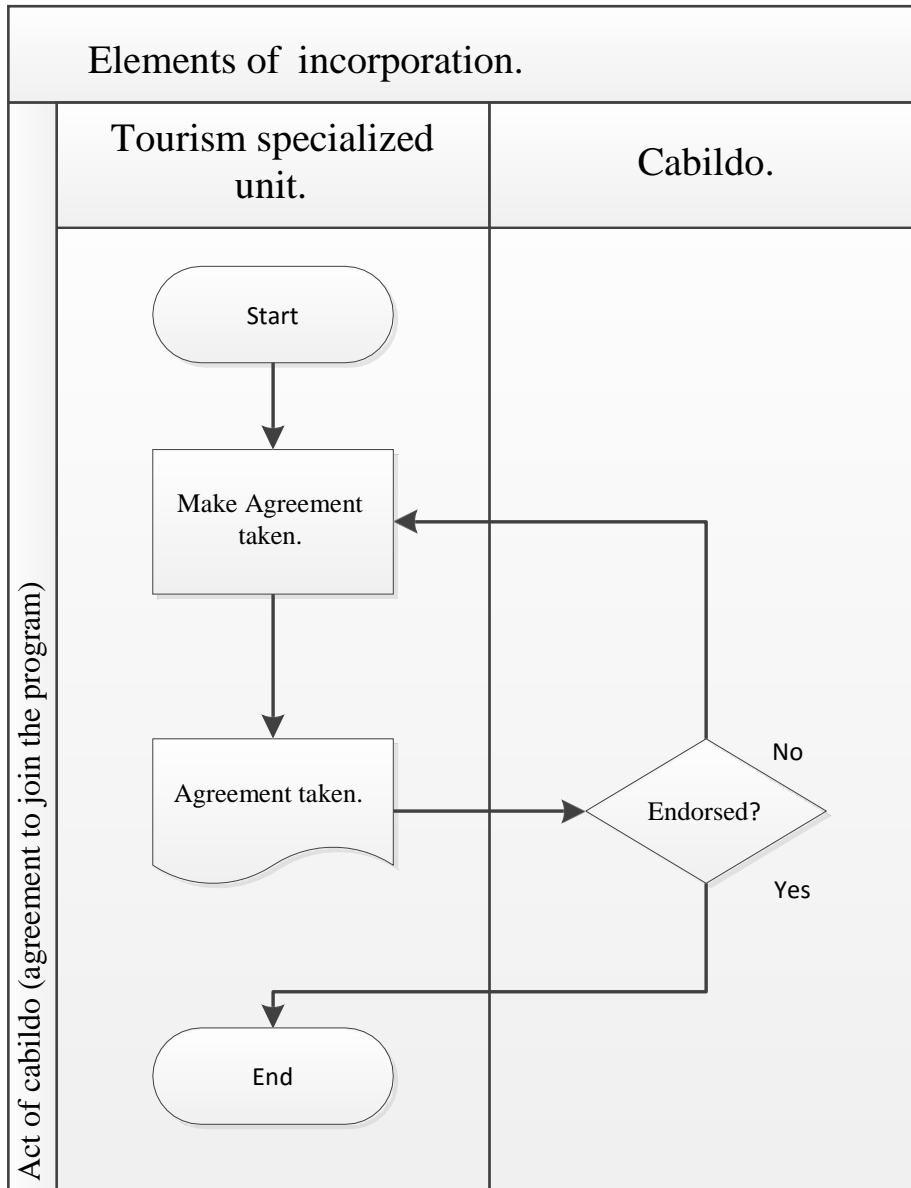 Elements of incorporation.
Tourism specialized
unit.
Cabildo.
Act of cabildo (agreement to join the program)
Start
Make Agreement
taken.
Agreement taken.
Endorsed?
No
Yes
End